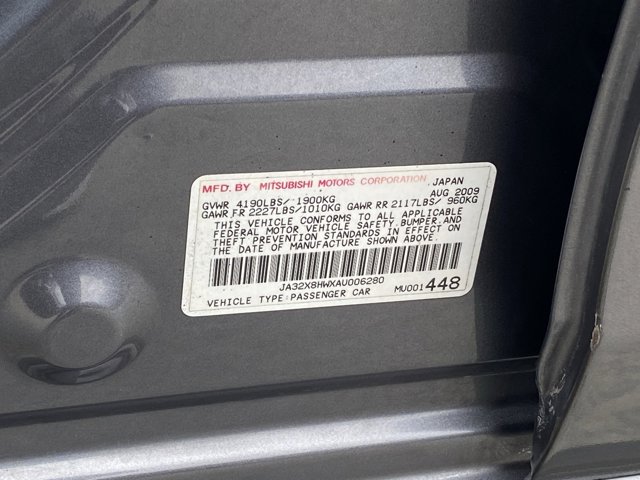 MFD. BY MITSUBISHI MOTORS CORPORATION, JAPAN
AUG 2009
GVWR 4190LBS/ 1900KG
GAWR FR 2227LBS/1010KG GAWR RR 2117LBS/ 960KG
THIS VEHICLE CONFORMS TO ALL APPLICABLE
FEDERAL MOTOR VEHICLE SAFETY, BUMPER, AND
THEFT PREVENTION STANDARDS IN EFFECT ON
THE DATE OF MANUFACTURE SHOWN ABOVE.
JA32X8HWXAU006280
VEHICLE TYPE:PASSENGER CAR MU001448